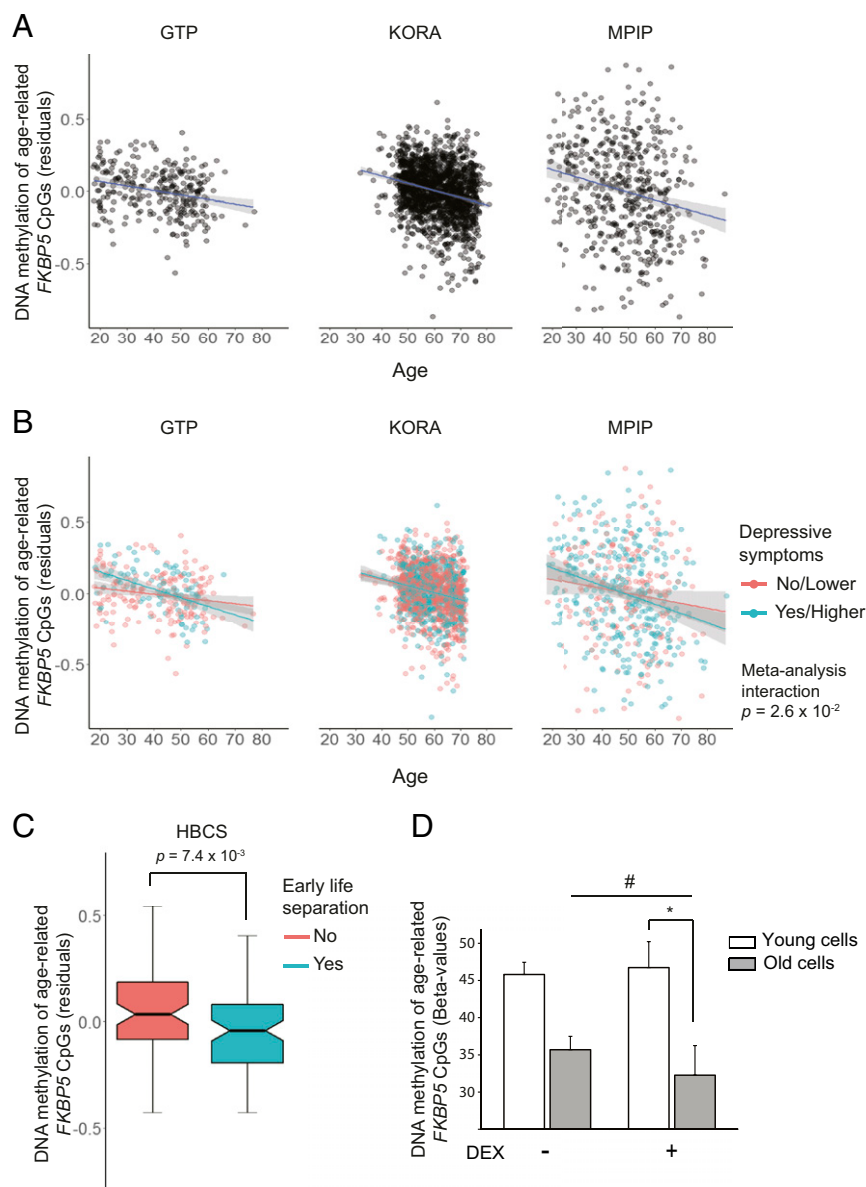 A
GTP KORA MPIP
DNA methylation of age-related
FKBP5 CpGs (residuals)
0.5
0.0
-0.5
20 30 40 50 60 70 80 20 30 40 50 60 70 80 20 30 40 50 60 70 80
Age
B
GTP KORA MPIP
DNA methylation of age-related
FKBP5 CpGs (residuals)
0.5
0.0
-0.5
20 30 40 50 60 70 80 20 30 40 50 60 70 80 20 30 40 50 60 70 80
Age
Depressive
symptoms
No/Lower
Yes/Higher
Meta-analysis
interaction
p = 2.6 x 10-2
C
HBCS
p = 7.4 x 10-3
DNA methylation of age-related
FKBP5 CpGs (residuals)
0.5
0.0
-0.5
Early life
separation
No
Yes
D
DNA methylation of age-related
FKBP5 CpGs (Beta-values)
50
45
40
35
30
#
*
Young cells
Old cells
DEX - +